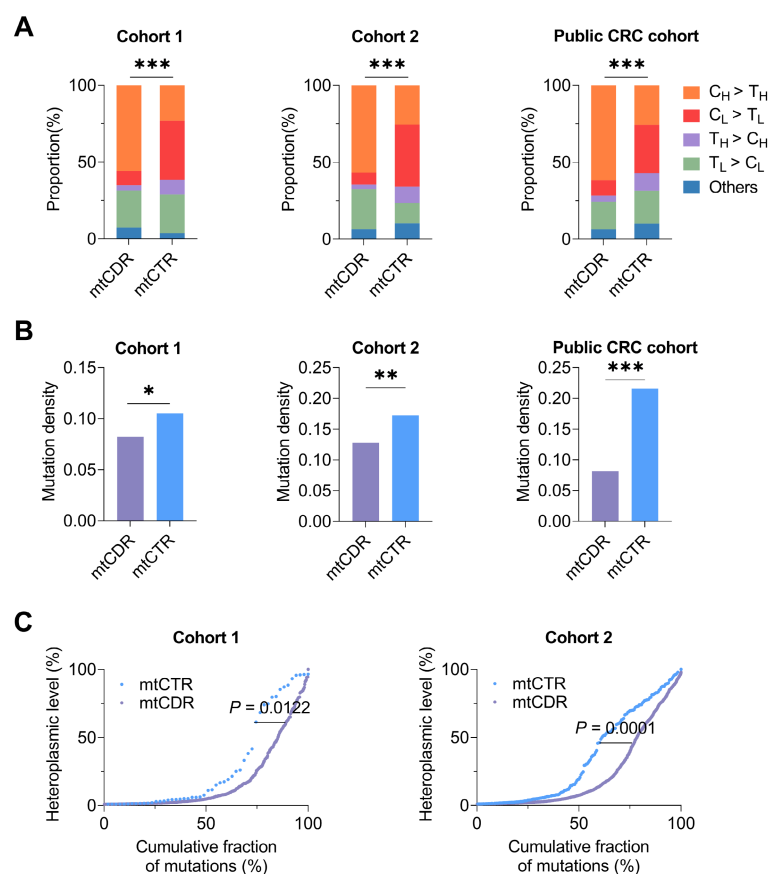 A
Cohort 1
Cohort 2
Public CRC cohort
***
***
***
Proportion(%)
100
50
0
mtCDR
mtCTR
Proportion(%)
100
50
0
mtCDR
mtCTR
Proportion(%)
100
50
0
mtCDR
mtCTR
CH > TH
CL > TL
TH > CH
TL > CL
Others
B
Cohort 1
Cohort 2
Public CRC cohort
*
**
***
Mutation density
0.15
0.10
0.05
0.00
mtCDR
mtCTR
Mutation density
0.25
0.20
0.15
0.10
0.05
0.00
mtCDR
mtCTR
Mutation density
0.25
0.20
0.15
0.10
0.05
0.00
mtCDR
mtCTR
C
Cohort 1
Heteroplasmic level (%)
100
50
0
mtCTR
mtCDR
P = 0.0122
0
50
100
Cumulative fraction
of mutations (%)
Cohort 2
Heteroplasmic level (%)
100
50
0
mtCTR
mtCDR
P = 0.0001
0
50
100
Cumulative fraction
of mutations (%)